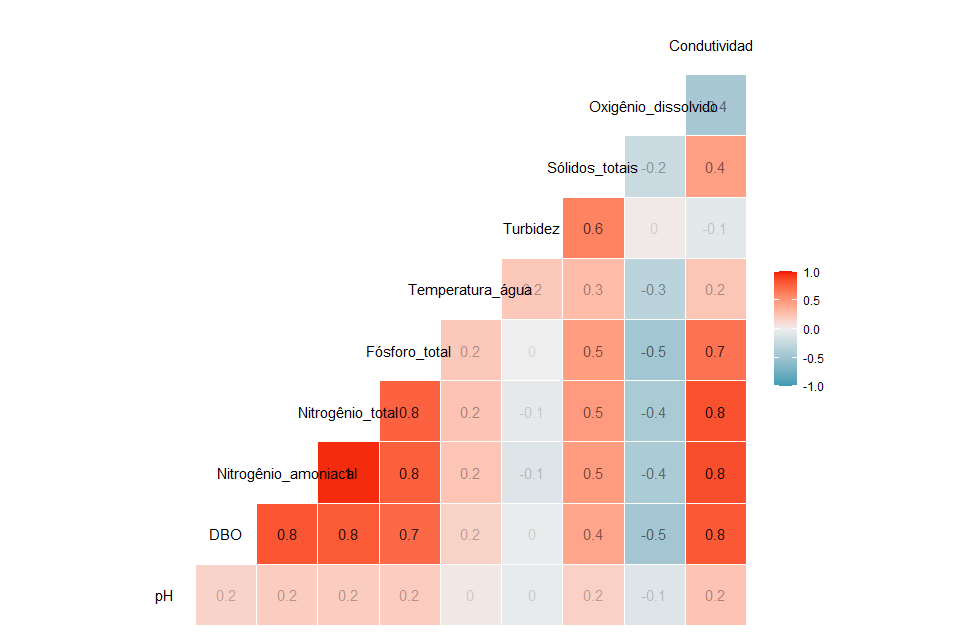 Condutividad
Oxigênio_dissolvido -0.4
Sólidos_totais -0.2 0.4
Turbidez 0.6 0 -0.1
Temperatura_água 0.2 0.3 -0.3 0.2
Fósforo_total 0.2 0 0.5 -0.5 0.7
Nitrogênio_total 0.8 0.2 -0.1 0.5 -0.4 0.8
Nitrogênio_amoniacal 1 0.8 0.2 -0.1 0.5 -0.4 0.8
DBO 0.8 0.8 0.7 0.2 0 0.4 -0.5 0.8
pH 0.2 0.2 0.2 0.2 0 0 0.2 -0.1 0.2
1.0
0.5
0.0
-0.5
-1.0